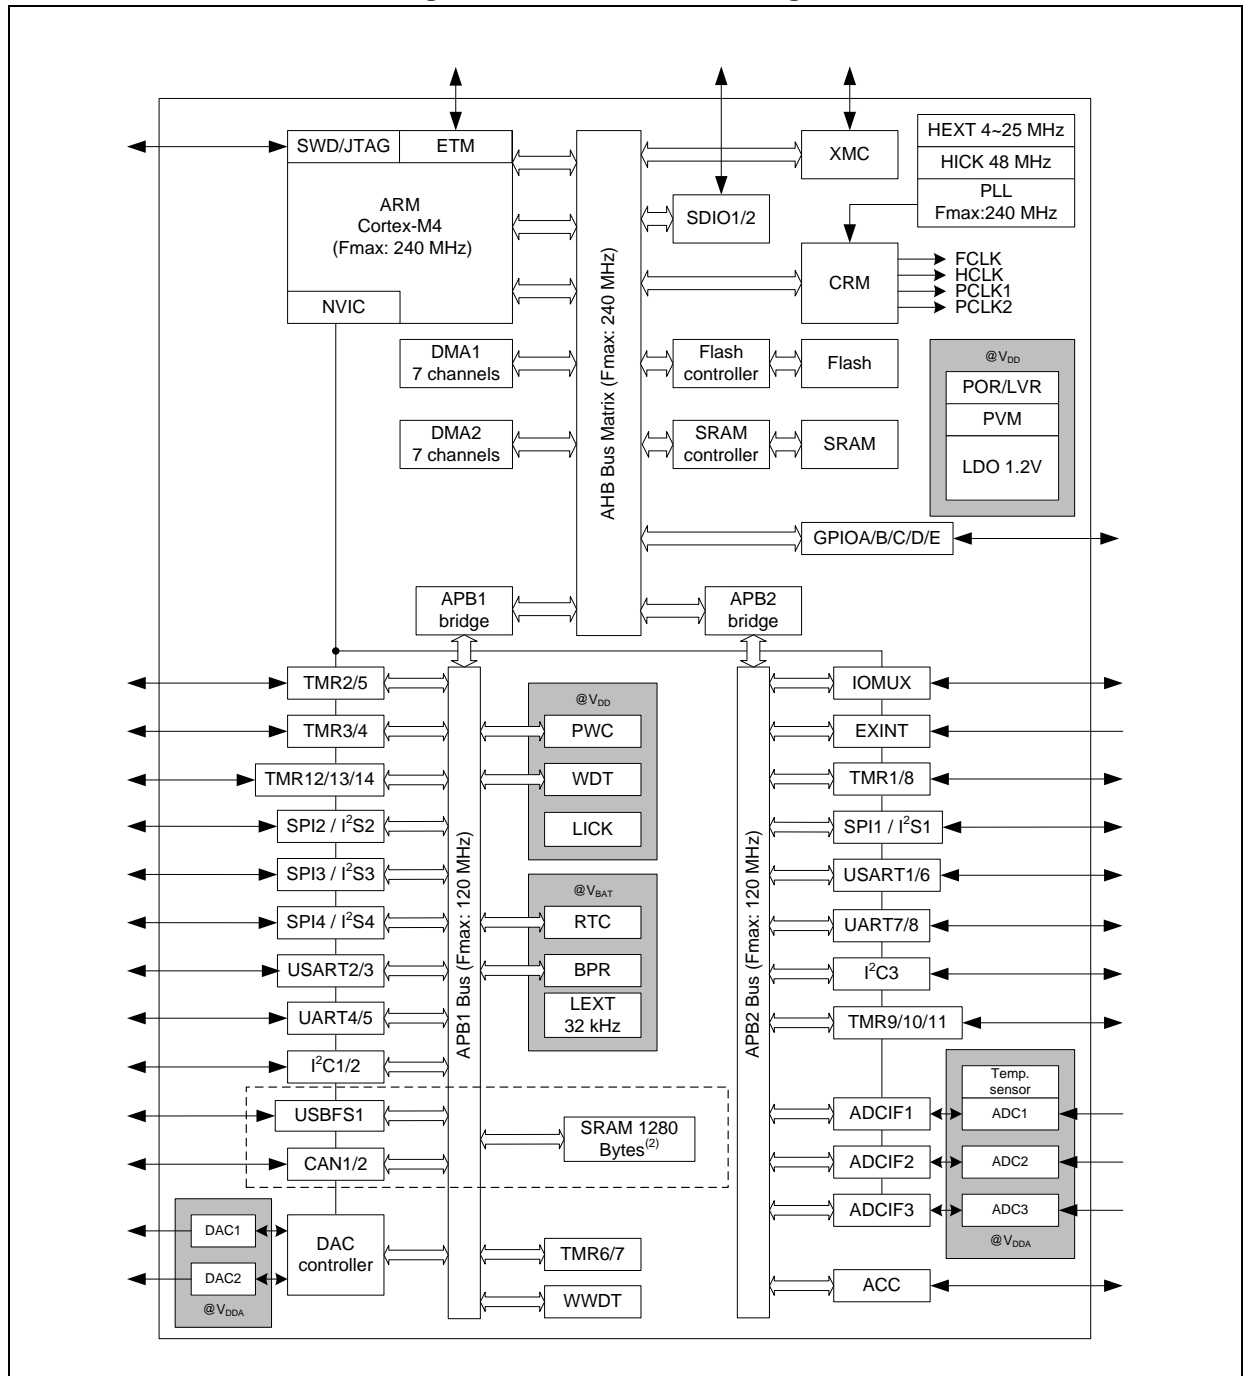 SWD/JTAG
ETM
ARM
Cortex-M4
(Fmax: 240 MHz)
NVIC
DMA1
7 channels
DMA2
7 channels
AHB Bus Matrix (Fmax: 240 MHz)
XMC
SDIO1/2
HEXT 4~25 MHz
HICK 48 MHz
PLL
Fmax:240 MHz
CRM
FCLK
HCLK
PCLK1
PCLK2
Flash
controller
Flash
SRAM
controller
SRAM
@VDD
POR/LVR
PVM
LDO 1.2V
GPIOA/B/C/D/E
APB1
bridge
APB2
bridge
TMR2/5
TMR3/4
TMR12/13/14
SPI2 / I²S2
SPI3 / I²S3
SPI4 / I²S4
USART2/3
UART4/5
I²C1/2
USBFS1
CAN1/2
DAC1
DAC2
@VDDA
DAC
controller
APB1 Bus (Fmax: 120 MHz)
@VDD
PWC
WDT
LICK
@VBAT
RTC
BPR
LEXT
32 kHz
SRAM 1280
Bytes(2)
TMR6/7
WWDT
APB2 Bus (Fmax: 120 MHz)
IOMUX
EXINT
TMR1/8
SPI1 / I²S1
USART1/6
UART7/8
I²C3
TMR9/10/11
ADCIF1
ADCIF2
ADCIF3
Temp.
sensor
ADC1
ADC2
ADC3
@VDDA
ACC